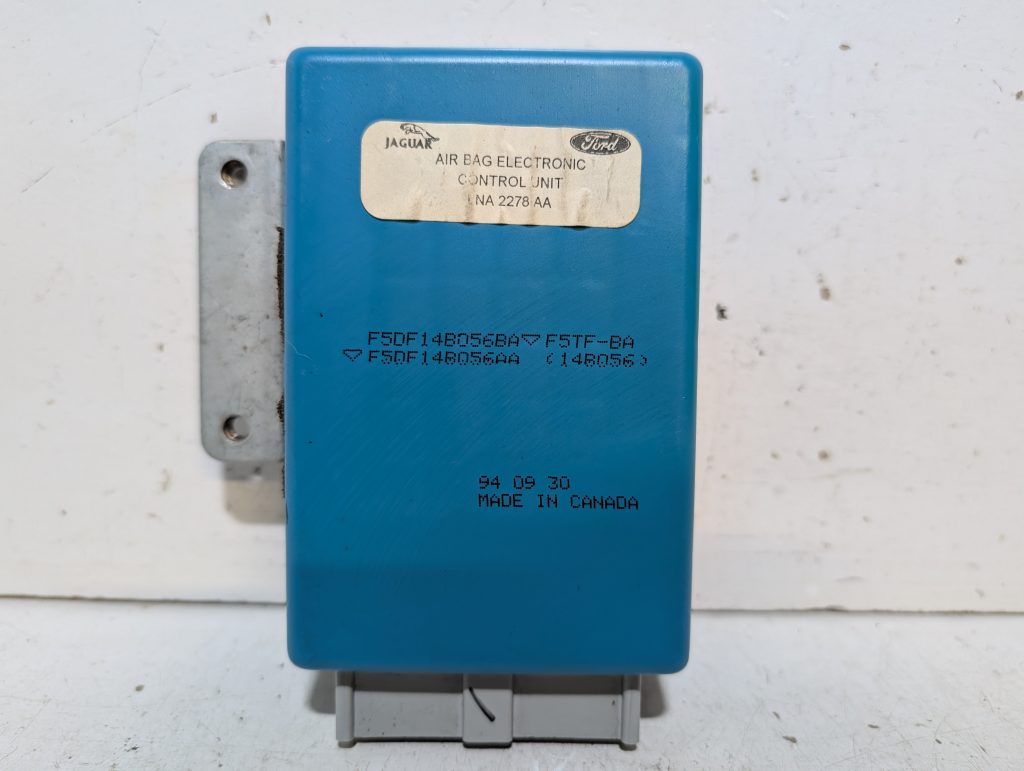 JAGUAR
Ford
AIR BAG ELECTRONIC
CONTROL UNIT
LNA 2278 AA
F5DF14B056BA▽F5TF-BA
▽F5DF14B056AA (14B056)
94 09 30
MADE IN CANADA